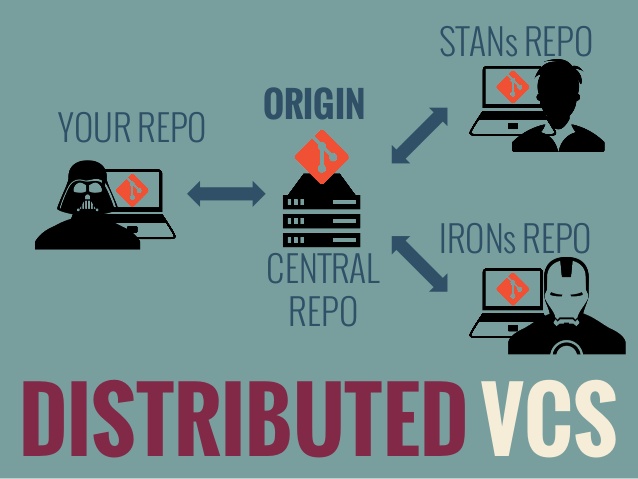 STANs REPO
ORIGIN
YOUR REPO
IRONs REPO
CENTRAL
REPO
DISTRIBUTED VCS